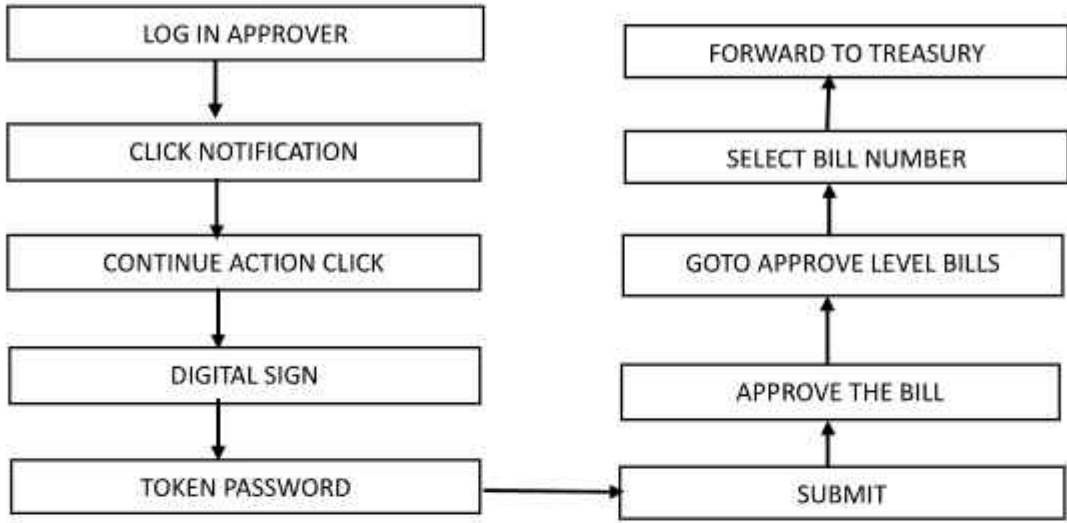 LOG IN APPROVER
CLICK NOTIFICATION
CONTINUE ACTION CLICK
DIGITAL SIGN
TOKEN PASSWORD
SUBMIT
APPROVE THE BILL
GOTO APPROVE LEVEL BILLS
SELECT BILL NUMBER
FORWARD TO TREASURY